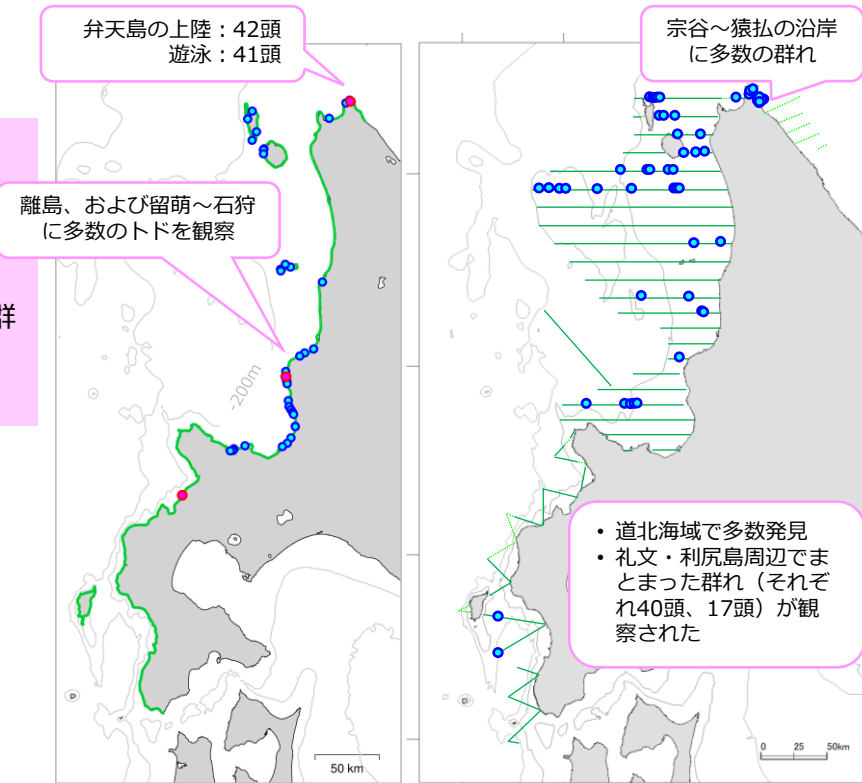 弁天島の上陸：42頭
遊泳：41頭
宗谷～猿払の沿岸
に多数の群れ
離島、および留萌～石狩
に多数のトドを観察
群
-200m
• 道北海域で多数発見
• 礼文・利尻島周辺でま
とまった群れ（それぞ
れ40頭、17頭）が観
察された
50 km
0 25 50km